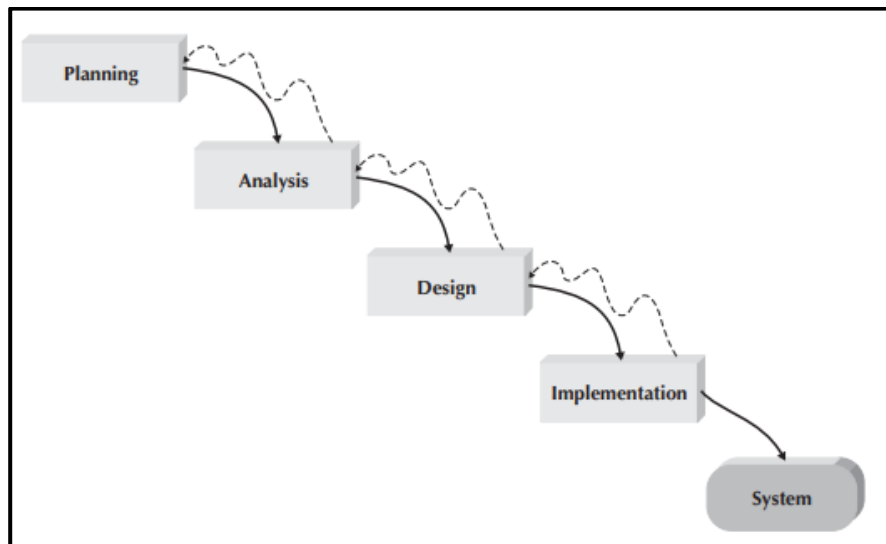 Planning
Analysis
Design
Implementation
System